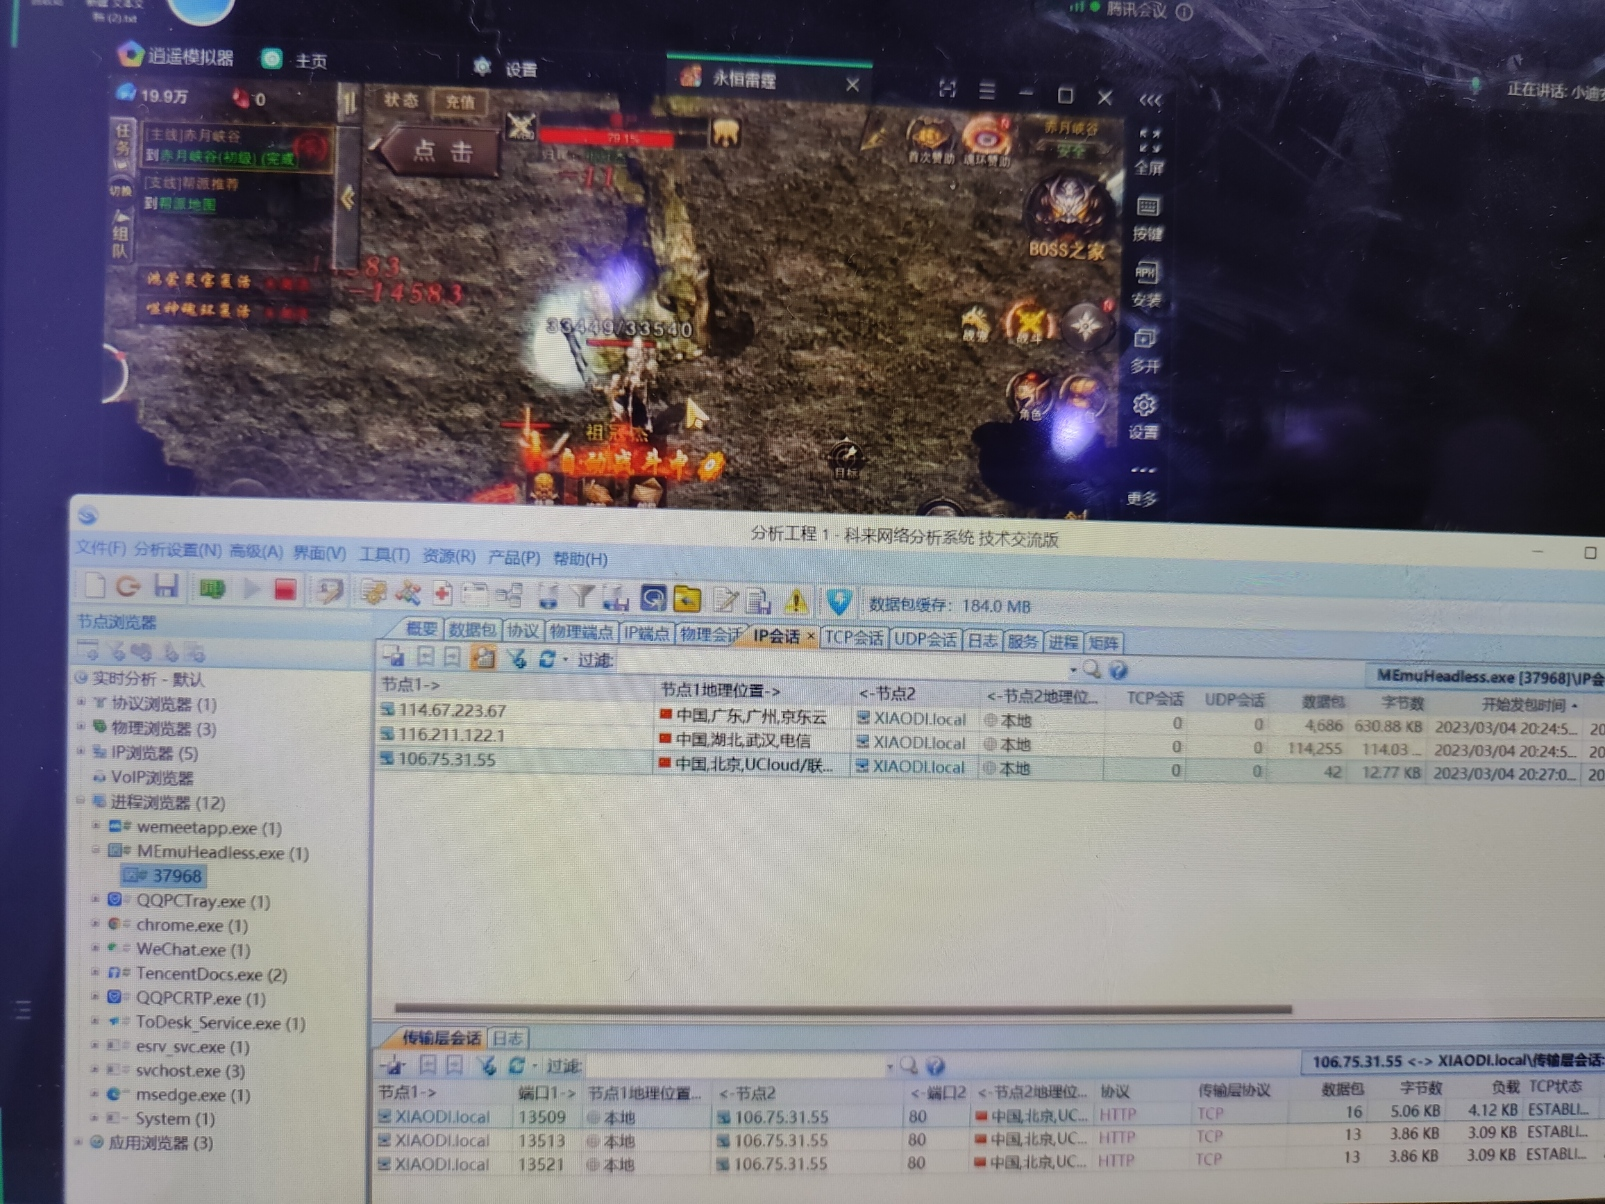 腾讯会议
逍遥模拟器 主页 设置 永恒雷霆
正在讲话: 小迪
19.9万 0 状态 充值
任务
[主线]赤月峡谷
到赤月峡谷(初级) (完成
点击
79.1%
首次赞助
魂环赞助
赤月峡谷
安全
全屏
切换
[支线]帮派推荐
到帮派地图
组队
-11
BOSS之家
按键
安装
鸿蒙灵宝复活
噬神魂环复活
-14583
33449/33540
战宠
战斗
多开
角色
设置
自动战斗中
目标
更多
分析工程 1 - 科来网络分析系统 技术交流版
文件(F) 分析设置(N) 高级(A) 界面(V) 工具(T) 资源(R) 产品(P) 帮助(H)
数据包缓存: 184.0 MB
节点浏览器
概要 数据包 协议 物理端点 IP端点 物理会话 IP会话 × TCP会话 UDP会话 日志 服务 进程 矩阵
过滤:
MEmuHeadless.exe [37968]\IP会
节点1-> 节点1地理位置-> <-节点2 <-节点2地理位... TCP会话 UDP会话 数据包 字节数 开始发包时间
114.67.223.67 中国,广东,广州,京东云 XIAODI.local 本地 0 0 4,686 630.88 KB 2023/03/04 20:24:5... 20
116.211.122.1 中国,湖北,武汉,电信 XIAODI.local 本地 0 0 114,255 114.03 ... 2023/03/04 20:24:5... 20
106.75.31.55 中国,北京,UCloud/联... XIAODI.local 本地 0 0 42 12.77 KB 2023/03/04 20:27:0... 20
实时分析 - 默认
协议浏览器 (1)
物理浏览器 (3)
IP浏览器 (5)
VoIP浏览器
进程浏览器 (12)
wemeetapp.exe (1)
MEmuHeadless.exe (1)
37968
QQPCTray.exe (1)
chrome.exe (1)
WeChat.exe (1)
TencentDocs.exe (2)
QQPCRTP.exe (1)
ToDesk_Service.exe (1)
esrv_svc.exe (1)
svchost.exe (3)
msedge.exe (1)
System (1)
应用浏览器 (3)
传输层会话 日志
过滤:
106.75.31.55 <-> XIAODI.local\传输层会话:
节点1-> 端口1-> 节点1地理位置... <-节点2 <-端口2 <-节点2地理位... 协议 传输层协议 数据包 字节数 负载 TCP状态
XIAODI.local 13509 本地 106.75.31.55 80 中国,北京,UC... HTTP TCP 16 5.06 KB 4.12 KB ESTABLI...
XIAODI.local 13513 本地 106.75.31.55 80 中国,北京,UC... HTTP TCP 13 3.86 KB 3.09 KB ESTABLI...
XIAODI.local 13521 本地 106.75.31.55 80 中国,北京,UC... HTTP TCP 13 3.86 KB 3.09 KB ESTABLI...